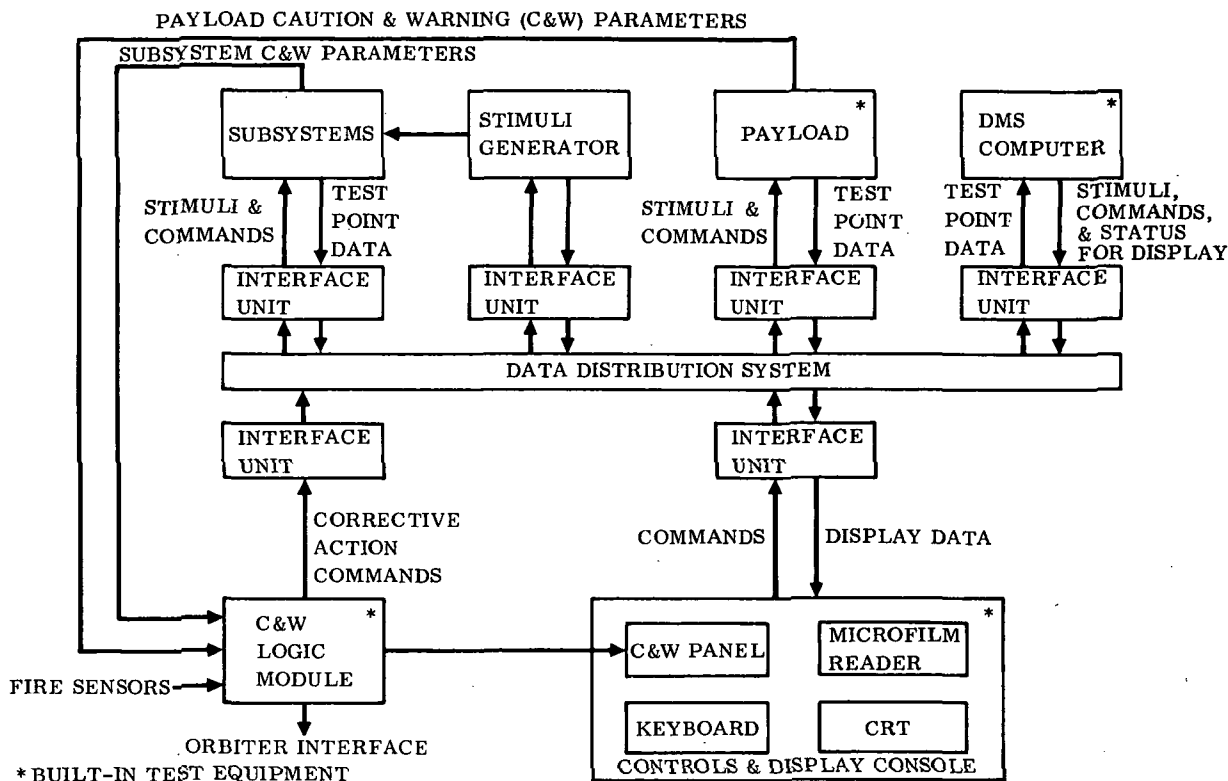 PAYLOAD CAUTION & WARNING (C&W) PARAMETERS
SUBSYSTEM C&W PARAMETERS
SUBSYSTEMS
STIMULI
GENERATOR
*
PAYLOAD
*
DMS
COMPUTER
STIMULI &
COMMANDS
TEST
POINT
DATA
STIMULI &
COMMANDS
TEST
POINT
DATA
TEST
POINT
DATA
STIMULI,
COMMANDS,
& STATUS
FOR DISPLAY
INTERFACE
UNIT
INTERFACE
UNIT
INTERFACE
UNIT
INTERFACE
UNIT
DATA DISTRIBUTION SYSTEM
INTERFACE
UNIT
INTERFACE
UNIT
CORRECTIVE
ACTION
COMMANDS
COMMANDS
DISPLAY DATA
*
C&W
LOGIC
MODULE
*
C&W PANEL
MICROFILM
READER
FIRE SENSORS
KEYBOARD
CRT
ORBITER INTERFACE
CONTROLS & DISPLAY CONSOLE
* BUILT-IN TEST EQUIPMENT